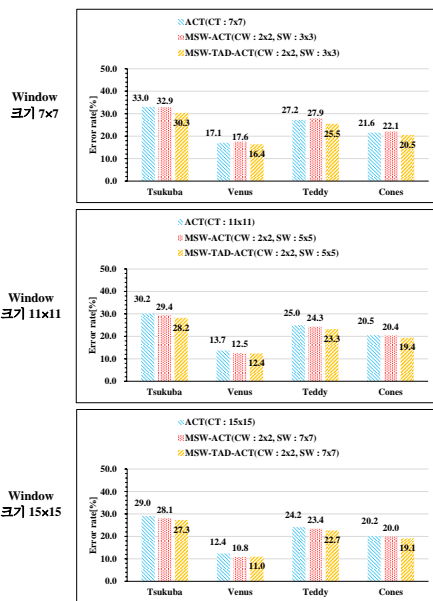 Window
크기 7×7
ACT(CT : 7x7)
MSW-ACT(CW : 2x2, SW : 3x3)
MSW-TAD-ACT(CW : 2x2, SW : 3x3)
Error rate[%]
50.0
40.0
30.0
20.0
10.0
0.0
33.0 32.9 30.3
17.1 17.6 16.4
27.2 27.9 25.5
21.6 22.1 20.5
Tsukuba Venus Teddy Cones
Window
크기 11×11
ACT(CT : 11x11)
MSW-ACT(CW : 2x2, SW : 5x5)
MSW-TAD-ACT(CW : 2x2, SW : 5x5)
Error rate[%]
50.0
40.0
30.0
20.0
10.0
0.0
30.2 29.4 28.2
13.7 12.5 12.4
25.0 24.3 23.3
20.5 20.4 19.4
Tsukuba Venus Teddy Cones
Window
크기 15×15
ACT(CT : 15x15)
MSW-ACT(CW : 2x2, SW : 7x7)
MSW-TAD-ACT(CW : 2x2, SW : 7x7)
Error rate[%]
50.0
40.0
30.0
20.0
10.0
0.0
29.0 28.1 27.3
12.4 10.8 11.0
24.2 23.4 22.7
20.2 20.0 19.1
Tsukuba Venus Teddy Cones